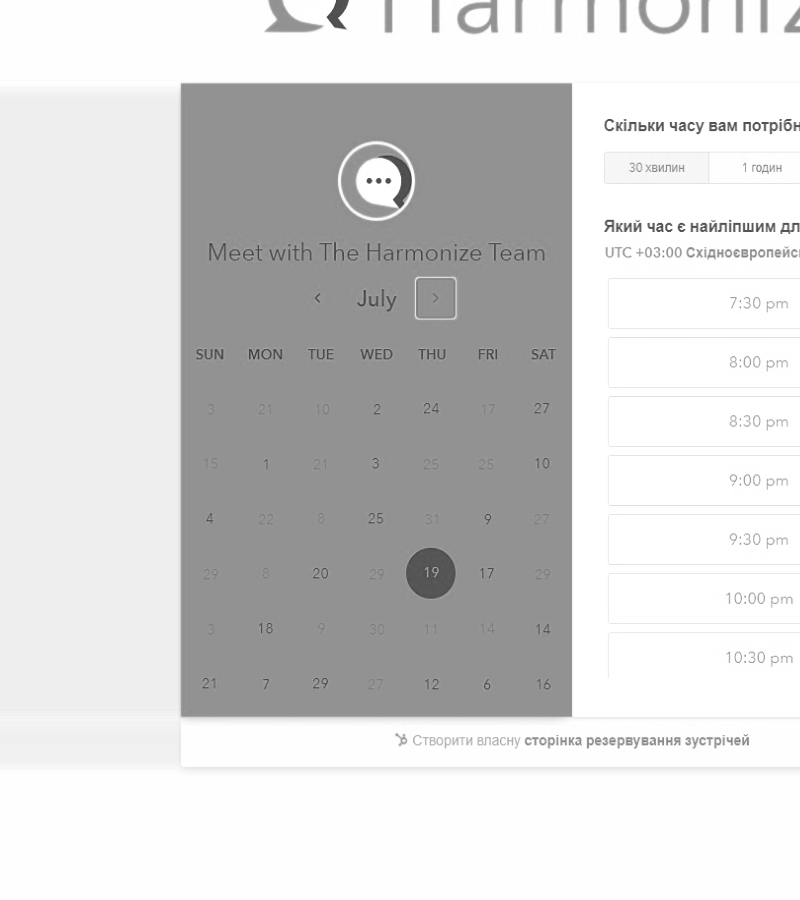 Harmoniz
Meet with The Harmonize Team
July
SUN MON TUE WED THU FRI SAT
3 21 10 2 24 17 27
15 1 21 3 25 25 10
4 22 8 25 31 9 27
29 8 20 29 19 17 29
3 18 9 30 11 14 14
21 7 29 27 12 6 16
Скільки часу вам потрібн
30 хвилин 1 годин
Який час є найліпшим дл
UTC +03:00 Східноєвропейс
7:30 pm
8:00 pm
8:30 pm
9:00 pm
9:30 pm
10:00 pm
10:30 pm
Створити власну сторінка резервування зустрічей